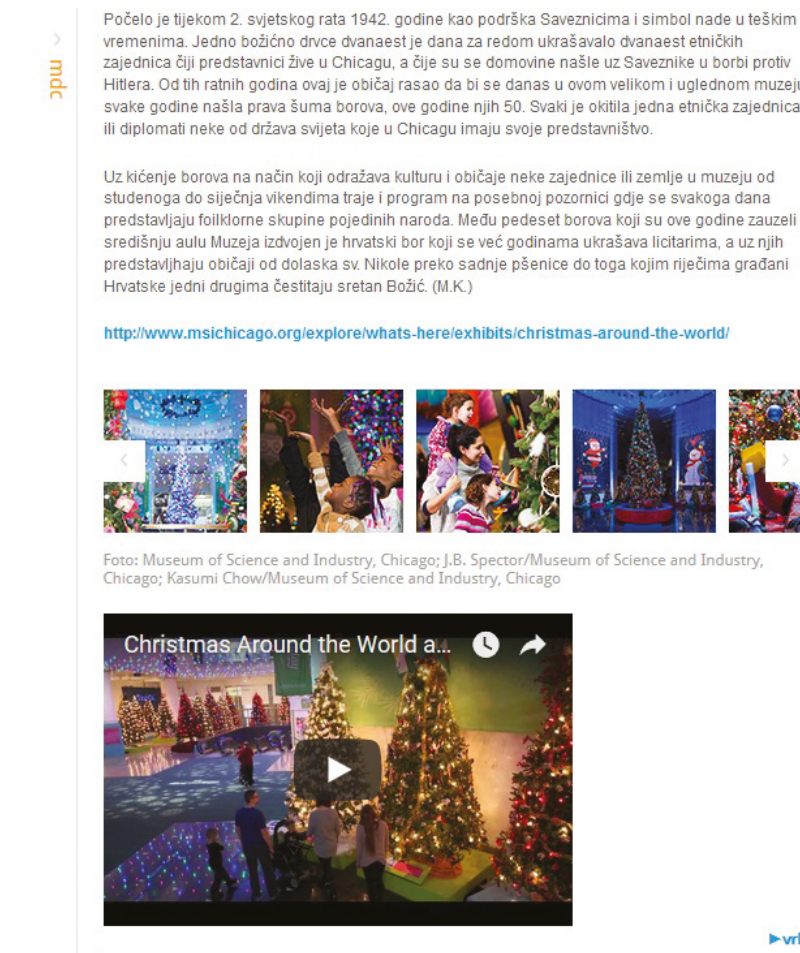 Počelo je tijekom 2. svjetskog rata 1942. godine kao podrška Saveznicima i simbol nade u teškim
vremenima. Jedno božićno drvce dvanaest je dana za redom ukrašavalo dvanaest etničkih
zajednica čiji predstavnici žive u Chicagu, a čije su se domovine našle uz Saveznike u borbi protiv
Hitlera. Od tih ratnih godina ovaj je običaj rasao da bi se danas u ovom velikom i uglednom muzeju
svake godine našla prava šuma borova, ove godine njih 50. Svaki je okitila jedna etnička zajednica
ili diplomati neke od država svijeta koje u Chicagu imaju svoje predstavništvo.
Uz kićenje borova na način koji odražava kulturu i običaje neke zajednice ili zemlje u muzeju od
studenoga do siječnja vikendima traje i program na posebnoj pozornici gdje se svakoga dana
predstavljaju foilklorne skupine pojedinih naroda. Među pedeset borova koji su ove godine zauzeli
središnju aulu Muzeja izdvojen je hrvatski bor koji se već godinama ukrašava licitarima, a uz njih
predstavljhaju običaji od dolaska sv. Nikole preko sadnje pšenice do toga kojim riječima građani
Hrvatske jedni drugima čestitaju sretan Božić. (M.K.)
http://www.msichicago.org/explore/whats-here/exhibits/christmas-around-the-world/
Foto: Museum of Science and Industry, Chicago; J.B. Spector/Museum of Science and Industry,
Chicago; Kasumi Chow/Museum of Science and Industry, Chicago
Christmas Around the World a...
mdc